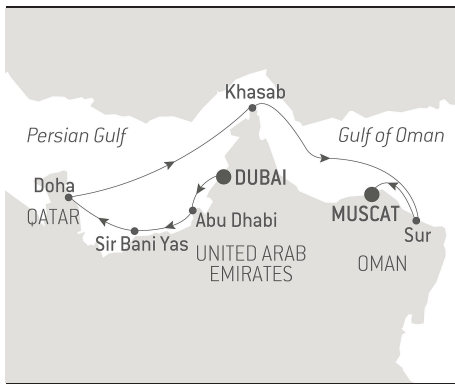 Khasab
Persian Gulf
Gulf of Oman
Doha
DUBAI
QATAR
MUSCAT
Abu Dhabi
Sir Bani Yas
Sur
UNITED ARAB
EMIRATES
OMAN